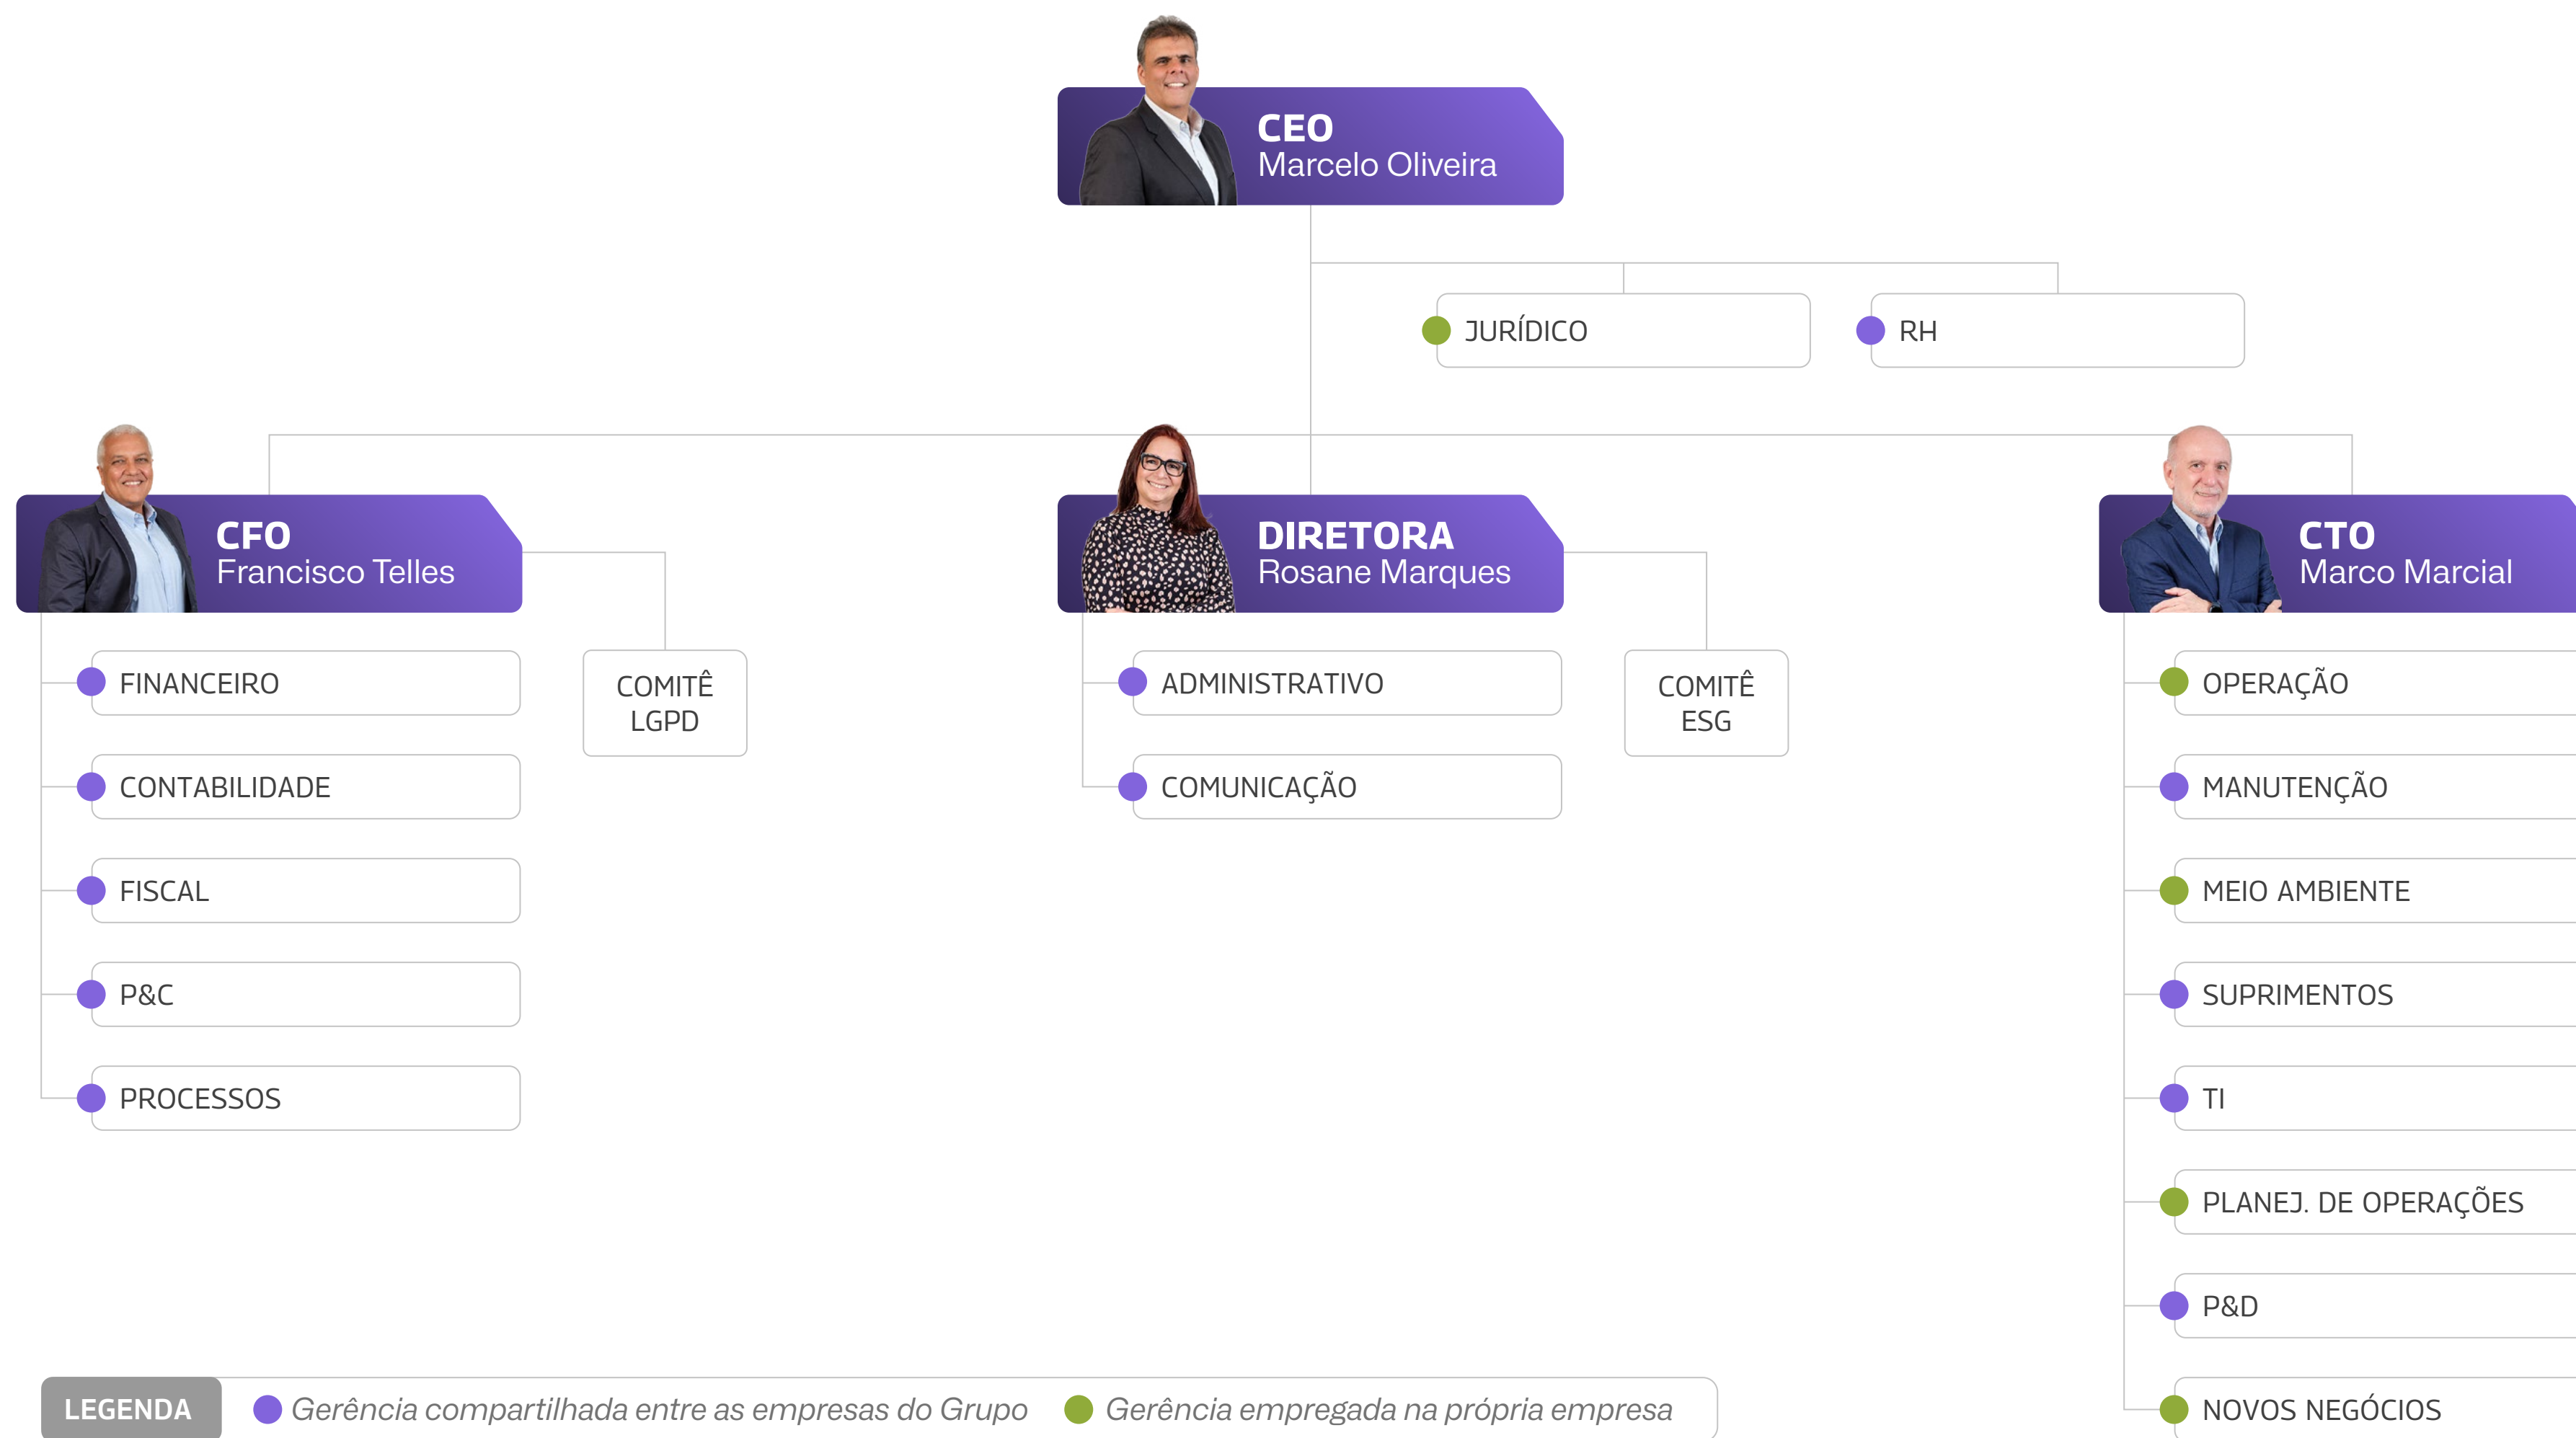 CEO
Marcelo Oliveira
JURÍDICO
RH
CFO
Francisco Telles
DIRETORA
Rosane Marques
CTO
Marco Marcial
FINANCEIRO
CONTABILIDADE
FISCAL
P&C
PROCESSOS
COMITÊ
LGPD
ADMINISTRATIVO
COMUNICAÇÃO
COMITÊ
ESG
OPERAÇÃO
MANUTENÇÃO
MEIO AMBIENTE
SUPRIMENTOS
TI
PLANEJ. DE OPERAÇÕES
P&D
NOVOS NEGÓCIOS
LEGENDA
Gerência compartilhada entre as empresas do Grupo
Gerência empregada na própria empresa